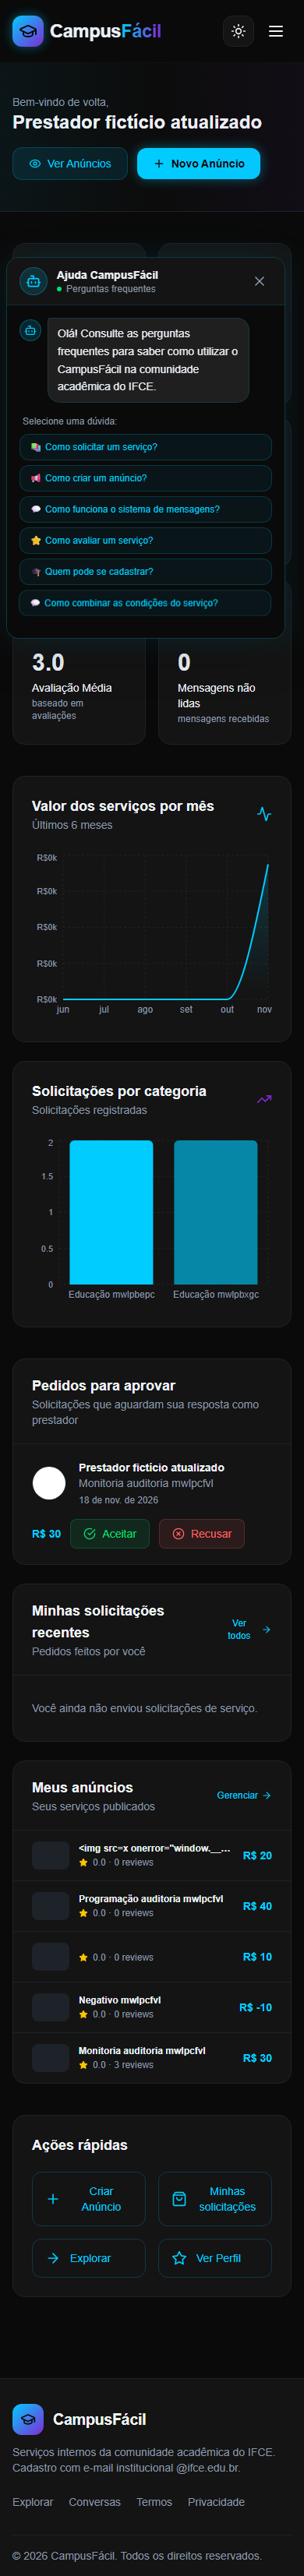 CampusFácil
Bem-vindo de volta,
Prestador fictício atualizado
Ver Anúncios
Novo Anúncio
Ajuda CampusFácil
Perguntas frequentes
Olá! Consulte as perguntas
frequentes para saber como utilizar o
CampusFácil na comunidade
acadêmica do IFCE.
Selecione uma dúvida:
Como solicitar um serviço?
Como criar um anúncio?
Como funciona o sistema de mensagens?
Como avaliar um serviço?
Quem pode se cadastrar?
Como combinar as condições do serviço?
3.0
Avaliação Média
baseado em
avaliações
0
Mensagens não
lidas
mensagens recebidas
Valor dos serviços por mês
Últimos 6 meses
R$0k
R$0k
R$0k
R$0k
R$0k
jun jul ago set out nov
Solicitações por categoria
Solicitações registradas
2
1.5
1
0.5
0
Educação mwlpbepc Educação mwlpbxgc
Pedidos para aprovar
Solicitações que aguardam sua resposta como
prestador
Prestador fictício atualizado
Monitoria auditoria mwlpcfvl
18 de nov. de 2026
R$ 30 Aceitar Recusar
Minhas solicitações
recentes
Pedidos feitos por você
Ver
todos
Você ainda não enviou solicitações de serviço.
Meus anúncios
Seus serviços publicados
Gerenciar
<img src=x onerror="window.__...
0.0 · 0 reviews
R$ 20
Programação auditoria mwlpcfvl
0.0 · 0 reviews
R$ 40
0.0 · 0 reviews
R$ 10
Negativo mwlpcfvl
0.0 · 0 reviews
R$ -10
Monitoria auditoria mwlpcfvl
0.0 · 3 reviews
R$ 30
Ações rápidas
Criar
Anúncio
Minhas
solicitações
Explorar
Ver Perfil
CampusFácil
Serviços internos da comunidade acadêmica do IFCE.
Cadastro com e-mail institucional @ifce.edu.br.
Explorar Conversas Termos Privacidade
© 2026 CampusFácil. Todos os direitos reservados.